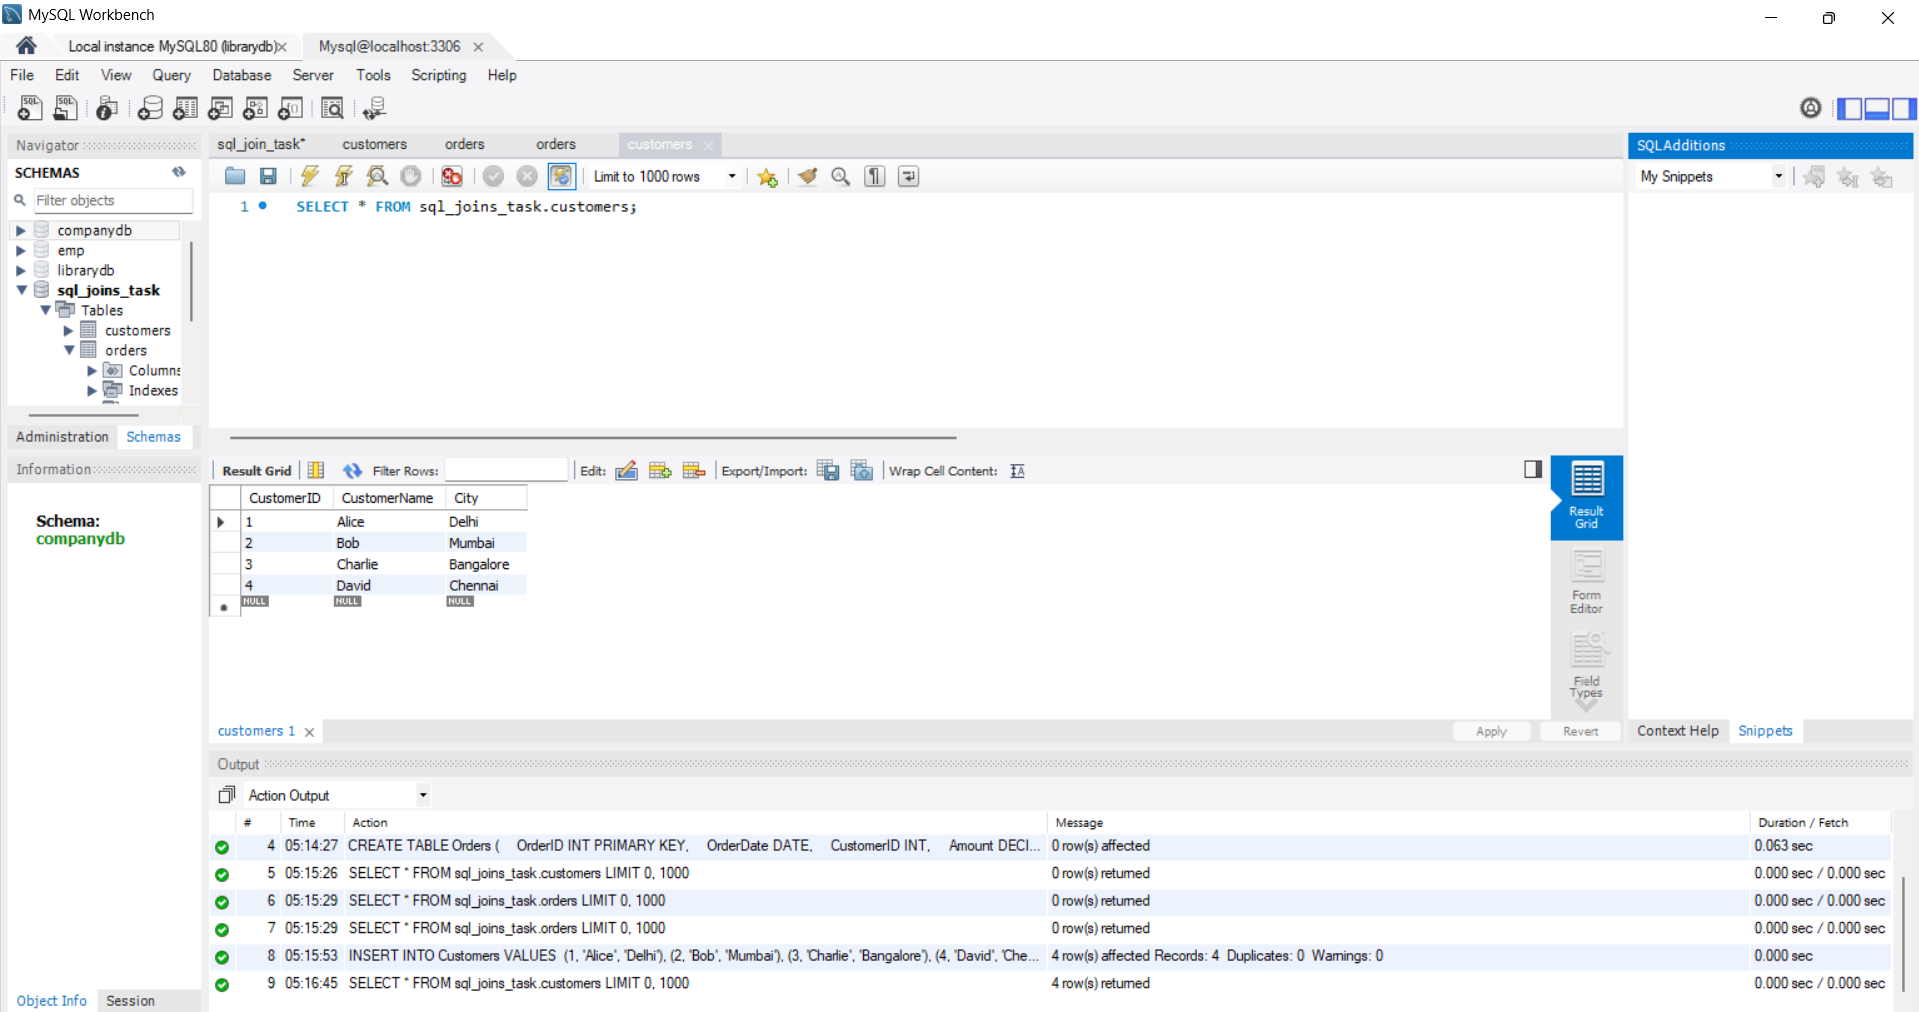 MySQL Workbench
Local instance MySQL80 (librarydb)
Mysql@localhost:3306
File Edit View Query Database Server Tools Scripting Help
Navigator
sql_join_task* customers orders orders customers
SQLAdditions
SCHEMAS
Limit to 1000 rows
My Snippets
Filter objects
1 SELECT * FROM sql_joins_task.customers;
companydb
emp
librarydb
sql_joins_task
Tables
customers
orders
Columns
Indexes
Administration Schemas
Information
Result Grid Filter Rows: Edit: Export/Import: Wrap Cell Content:
Schema:
companydb
CustomerID CustomerName City
1 Alice Delhi
2 Bob Mumbai
3 Charlie Bangalore
4 David Chennai
NULL NULL NULL
Result
Grid
Form
Editor
Field
Types
customers 1
Apply Revert
Context Help Snippets
Output
Action Output
# Time Action Message Duration / Fetch
4 05:14:27 CREATE TABLE Orders ( OrderID INT PRIMARY KEY, OrderDate DATE, CustomerID INT, Amount DECI... 0 row(s) affected 0.063 sec
5 05:15:26 SELECT * FROM sql_joins_task.customers LIMIT 0, 1000 0 row(s) returned 0.000 sec / 0.000 sec
6 05:15:29 SELECT * FROM sql_joins_task.orders LIMIT 0, 1000 0 row(s) returned 0.000 sec / 0.000 sec
7 05:15:29 SELECT * FROM sql_joins_task.orders LIMIT 0, 1000 0 row(s) returned 0.000 sec / 0.000 sec
8 05:15:53 INSERT INTO Customers VALUES (1, 'Alice', 'Delhi'), (2, 'Bob', 'Mumbai'), (3, 'Charlie', 'Bangalore'), (4, 'David', 'Che... 4 row(s) affected Records: 4 Duplicates: 0 Warnings: 0 0.000 sec
9 05:16:45 SELECT * FROM sql_joins_task.customers LIMIT 0, 1000 4 row(s) returned 0.000 sec / 0.000 sec
Object Info Session